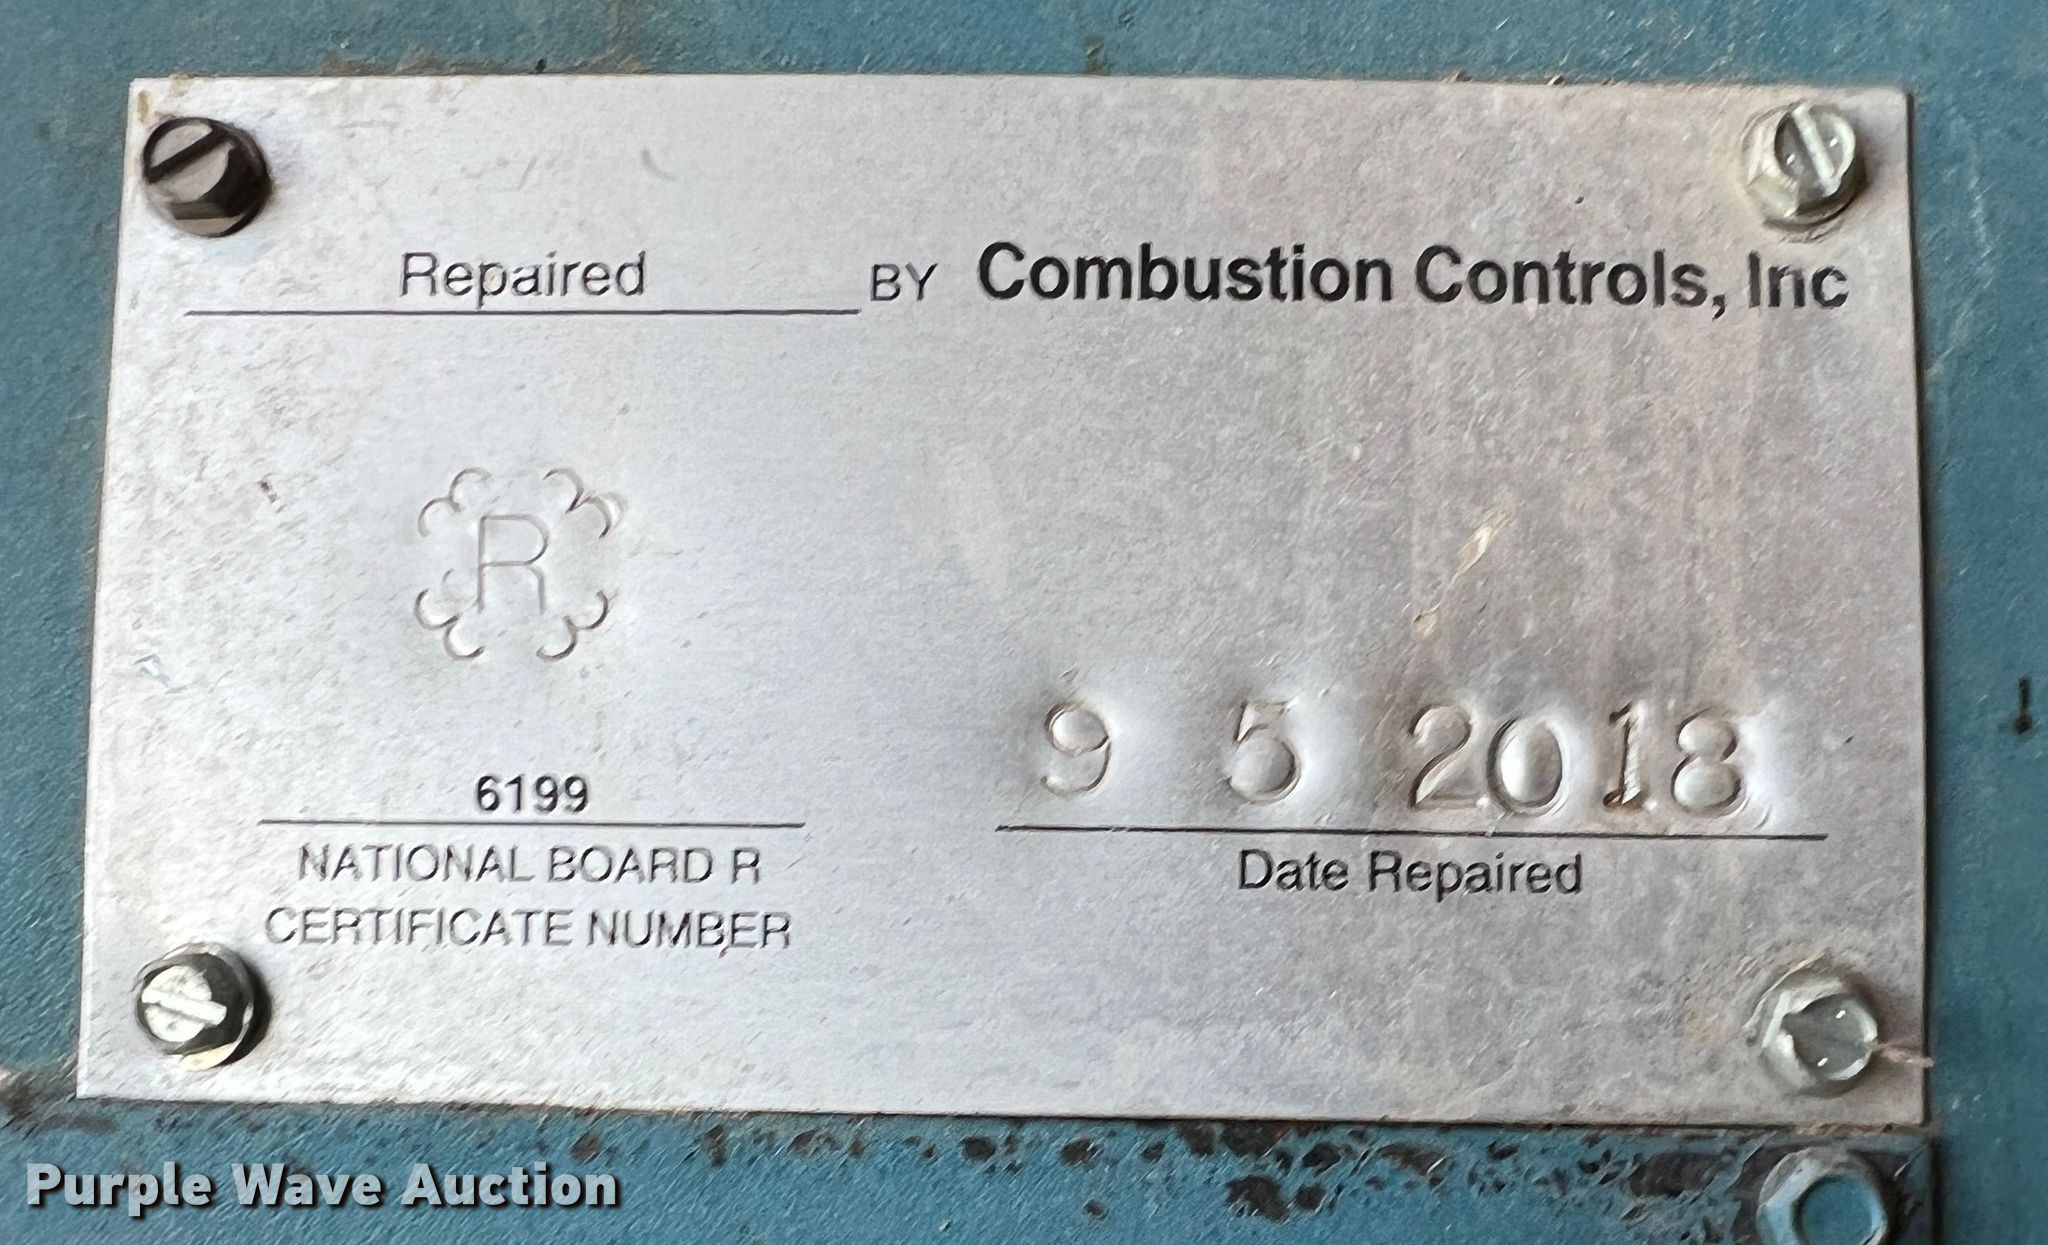 Repaired BY Combustion Controls, Inc
R
6199
9 5 2018
NATIONAL BOARD R
CERTIFICATE NUMBER
Date Repaired
Purple Wave Auction